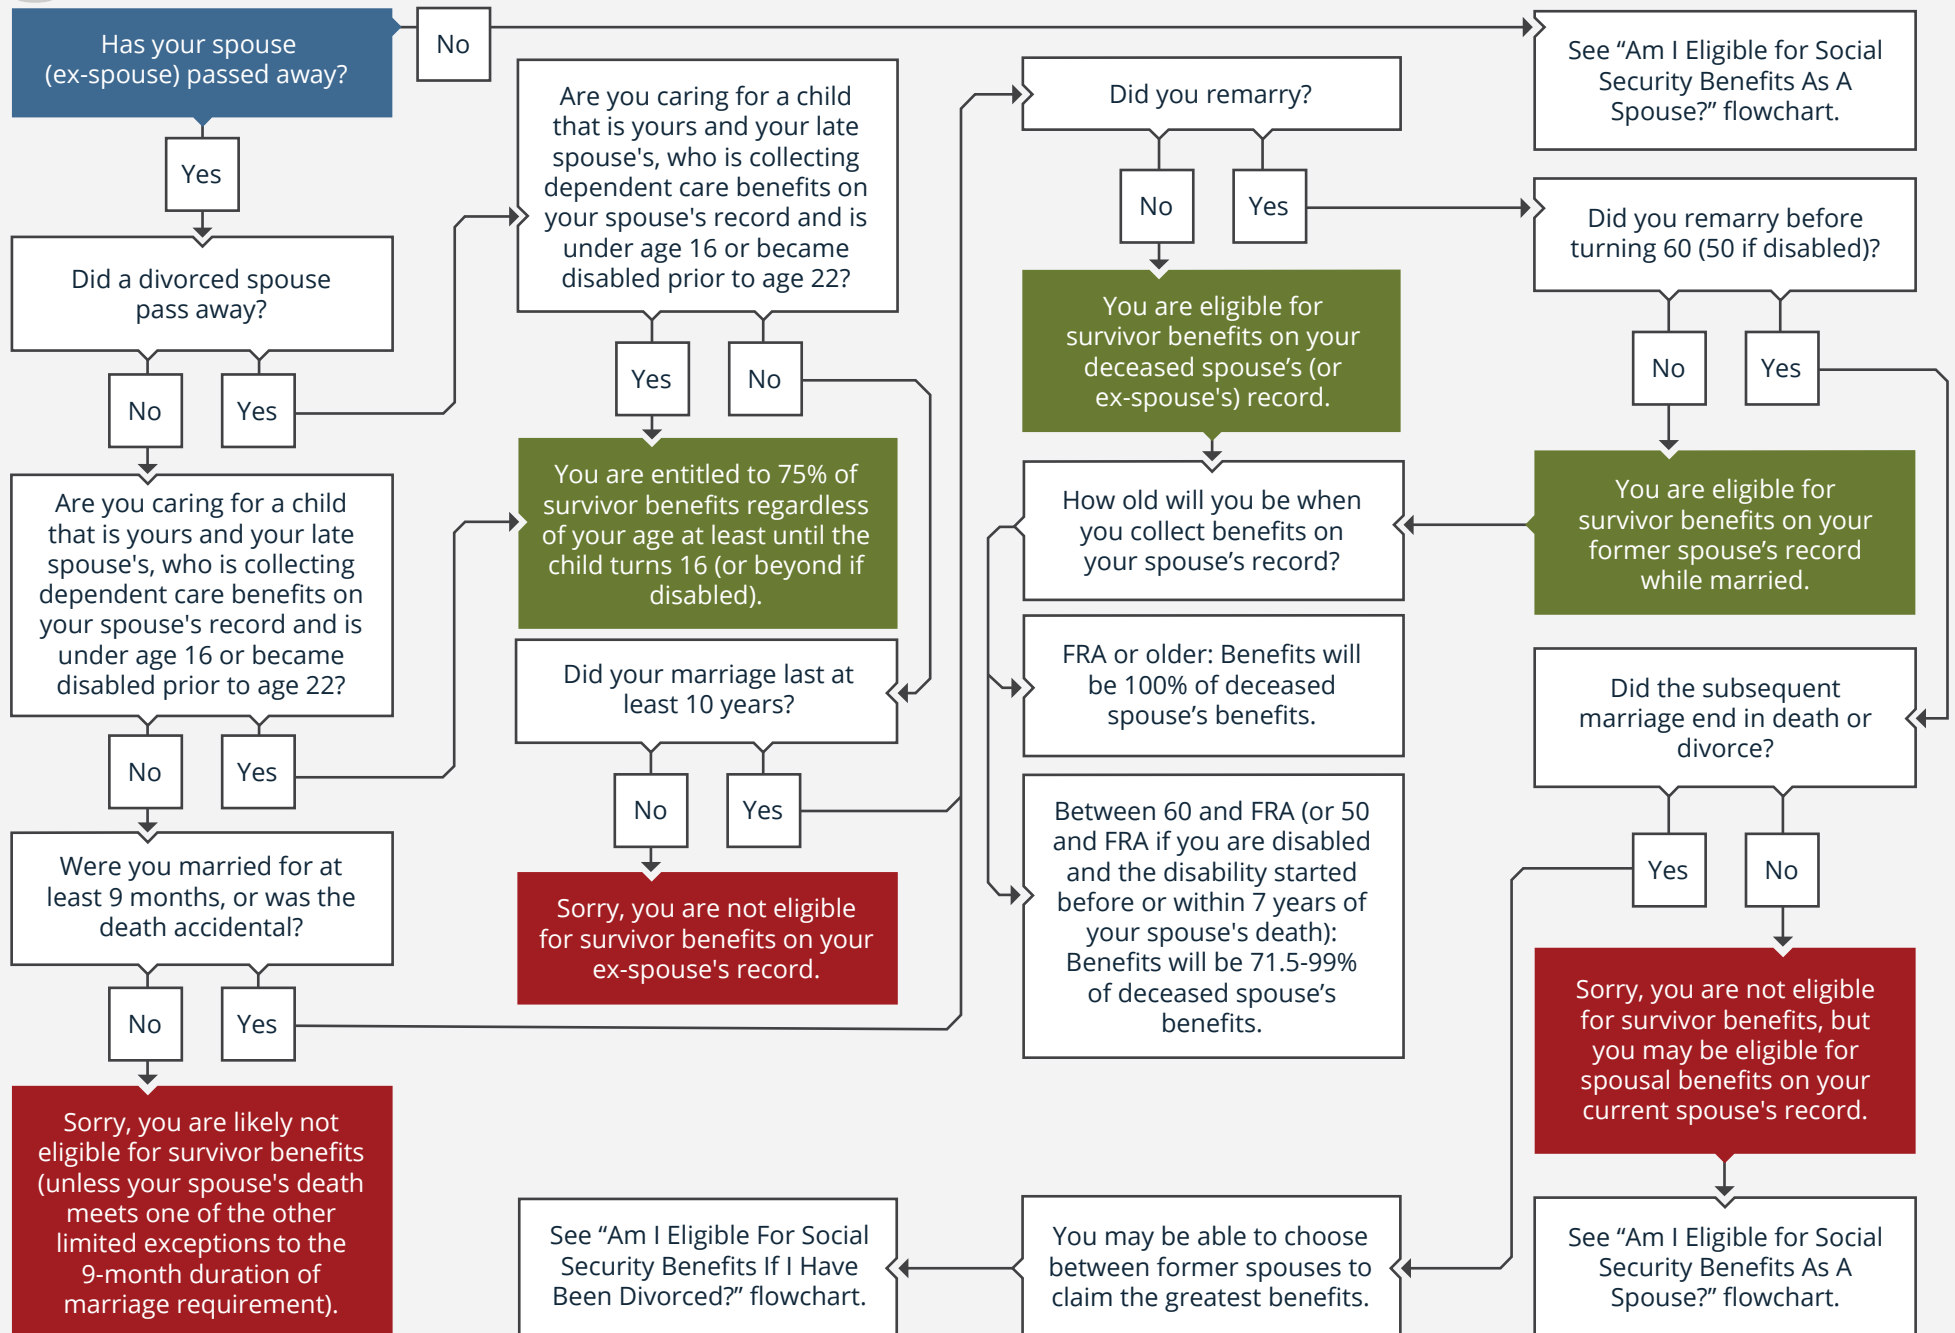 Has your spouse
(ex-spouse) passed away?
No
See “Am I Eligible for Social
Security Benefits As A
Spouse?” flowchart.
Yes
Did a divorced spouse
pass away?
No
Yes
Are you caring for a child
that is yours and your late
spouse's, who is collecting
dependent care benefits on
your spouse's record and is
under age 16 or became
disabled prior to age 22?
No
Yes
Were you married for at
least 9 months, or was the
death accidental?
No
Yes
Sorry, you are likely not
eligible for survivor benefits
(unless your spouse's death
meets one of the other
limited exceptions to the
9-month duration of
marriage requirement).
Are you caring for a child
that is yours and your late
spouse's, who is collecting
dependent care benefits on
your spouse's record and is
under age 16 or became
disabled prior to age 22?
Yes
No
You are entitled to 75% of
survivor benefits regardless
of your age at least until the
child turns 16 (or beyond if
disabled).
Did your marriage last at
least 10 years?
No
Yes
Sorry, you are not eligible
for survivor benefits on your
ex-spouse's record.
Did you remarry?
No
Yes
You are eligible for
survivor benefits on your
deceased spouse’s (or
ex-spouse's) record.
How old will you be when
you collect benefits on
your spouse’s record?
FRA or older: Benefits will
be 100% of deceased
spouse’s benefits.
Between 60 and FRA (or 50
and FRA if you are disabled
and the disability started
before or within 7 years of
your spouse's death):
Benefits will be 71.5-99%
of deceased spouse’s
benefits.
Did you remarry before
turning 60 (50 if disabled)?
No
Yes
You are eligible for
survivor benefits on your
former spouse’s record
while married.
Did the subsequent
marriage end in death or
divorce?
Yes
No
Sorry, you are not eligible
for survivor benefits, but
you may be eligible for
spousal benefits on your
current spouse's record.
See “Am I Eligible for Social
Security Benefits As A
Spouse?” flowchart.
You may be able to choose
between former spouses to
claim the greatest benefits.
See “Am I Eligible For Social
Security Benefits If I Have
Been Divorced?” flowchart.